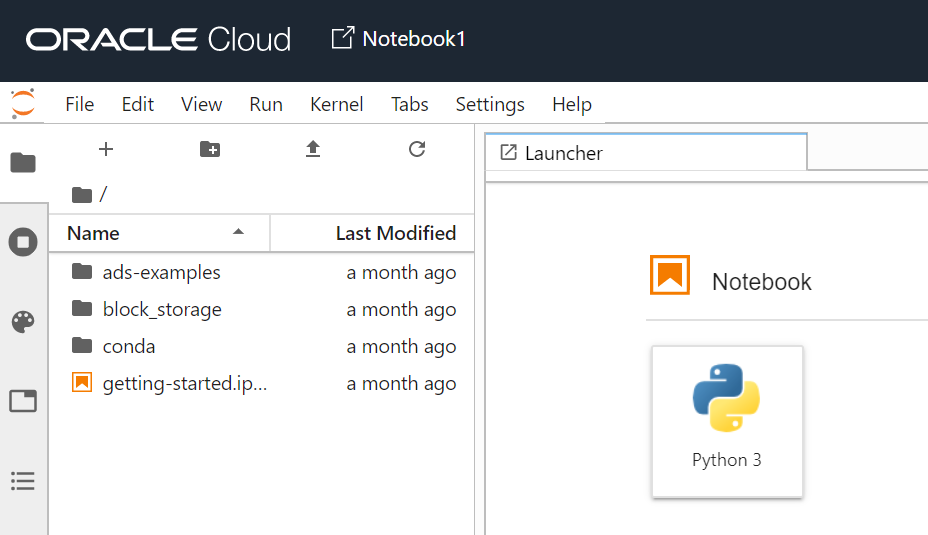 ORACLE Cloud Notebook1
File Edit View Run Kernel Tabs Settings Help
Launcher
/
Name Last Modified
ads-examples a month ago
block_storage a month ago
conda a month ago
getting-started.ip... a month ago
Notebook
Python 3